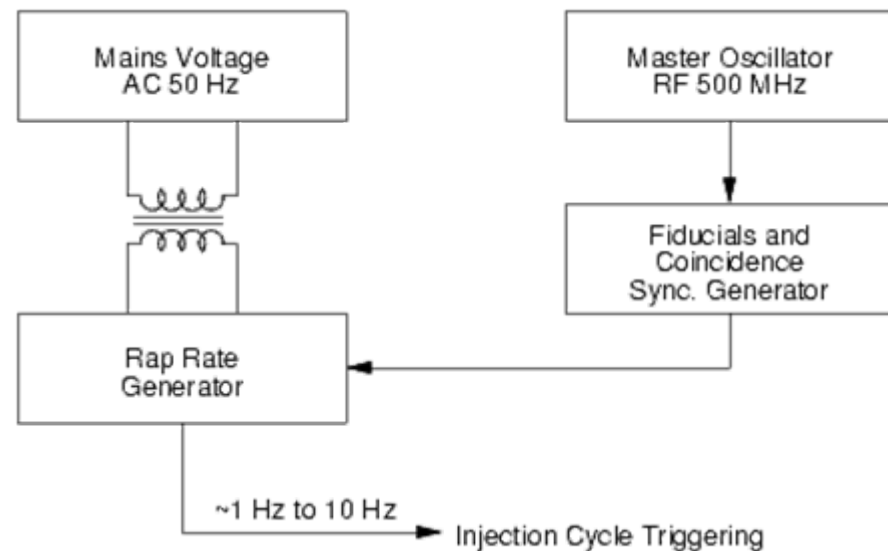 Mains Voltage
AC 50 Hz
Master Oscillator
RF 500 MHz
Fiducials and
Coincidence
Sync. Generator
Rap Rate
Generator
~1 Hz to 10 Hz
Injection Cycle Triggering